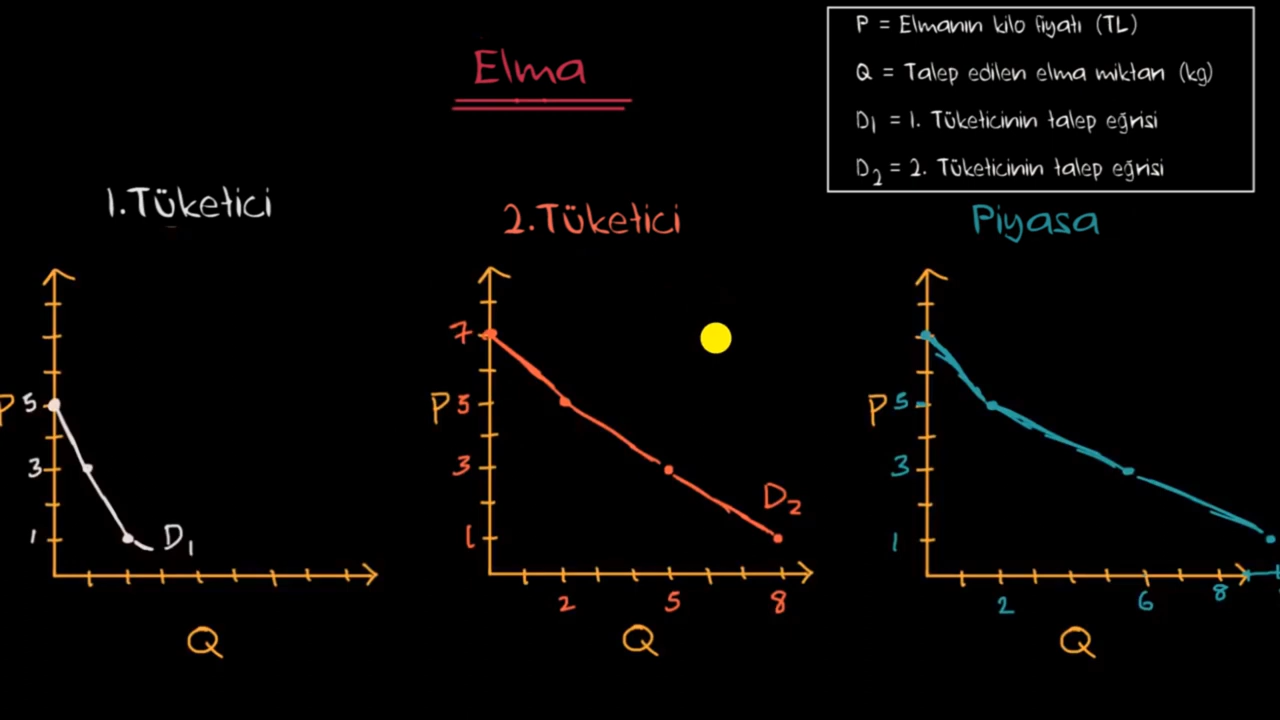 Elma
P = Elmanın kilo fiyatı (TL)
Q = Talep edilen elma miktarı (kg)
D1 = 1. Tüketicinin talep eğrisi
D2 = 2. Tüketicinin talep eğrisi
1.Tüketici
P
5
3
1
D1
Q
2.Tüketici
7
P 5
3
1
D2
2 5 8
Q
Piyasa
P 5
3
1
2 6 8
Q